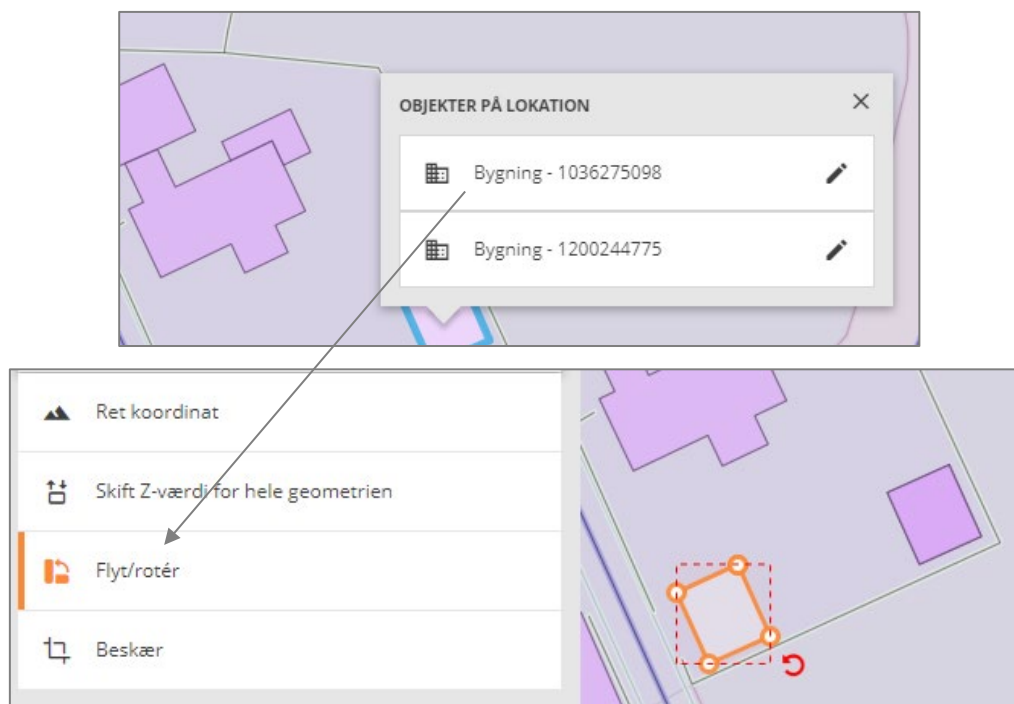 OBJEKTER PÅ LOKATION
Bygning - 1036275098
Bygning - 1200244775
Ret koordinat
Skift Z-værdi for hele geometrien
Flyt/rotér
Beskær